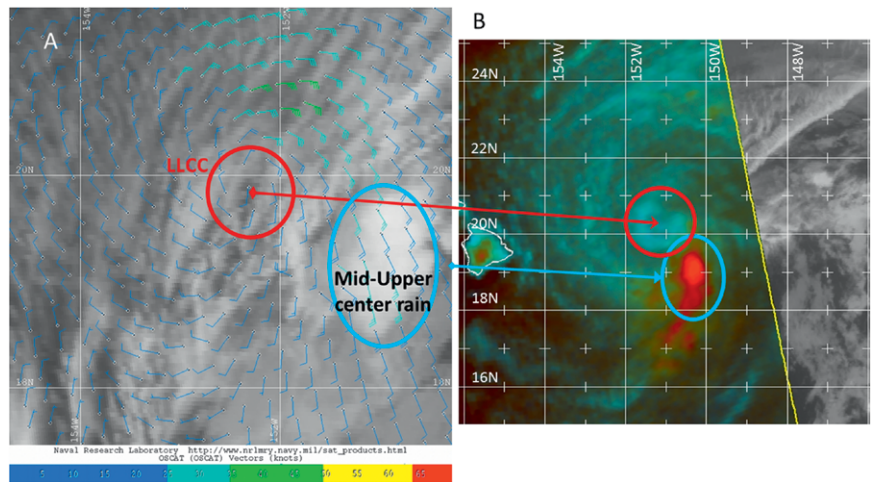 A
154W
152W
LLCC
20N
20N
Mid-Upper
center rain
18N
18N
154W
152W
Naval Research Laboratory http://www.nrlmry.navy.mil/sat_products.html
OSCAT (OSCAT) Vectors (knots)
5 10 15 20 25 30 35 40 45 50 55 60 65
B
154W
152W
150W
148W
24N
22N
20N
18N
16N